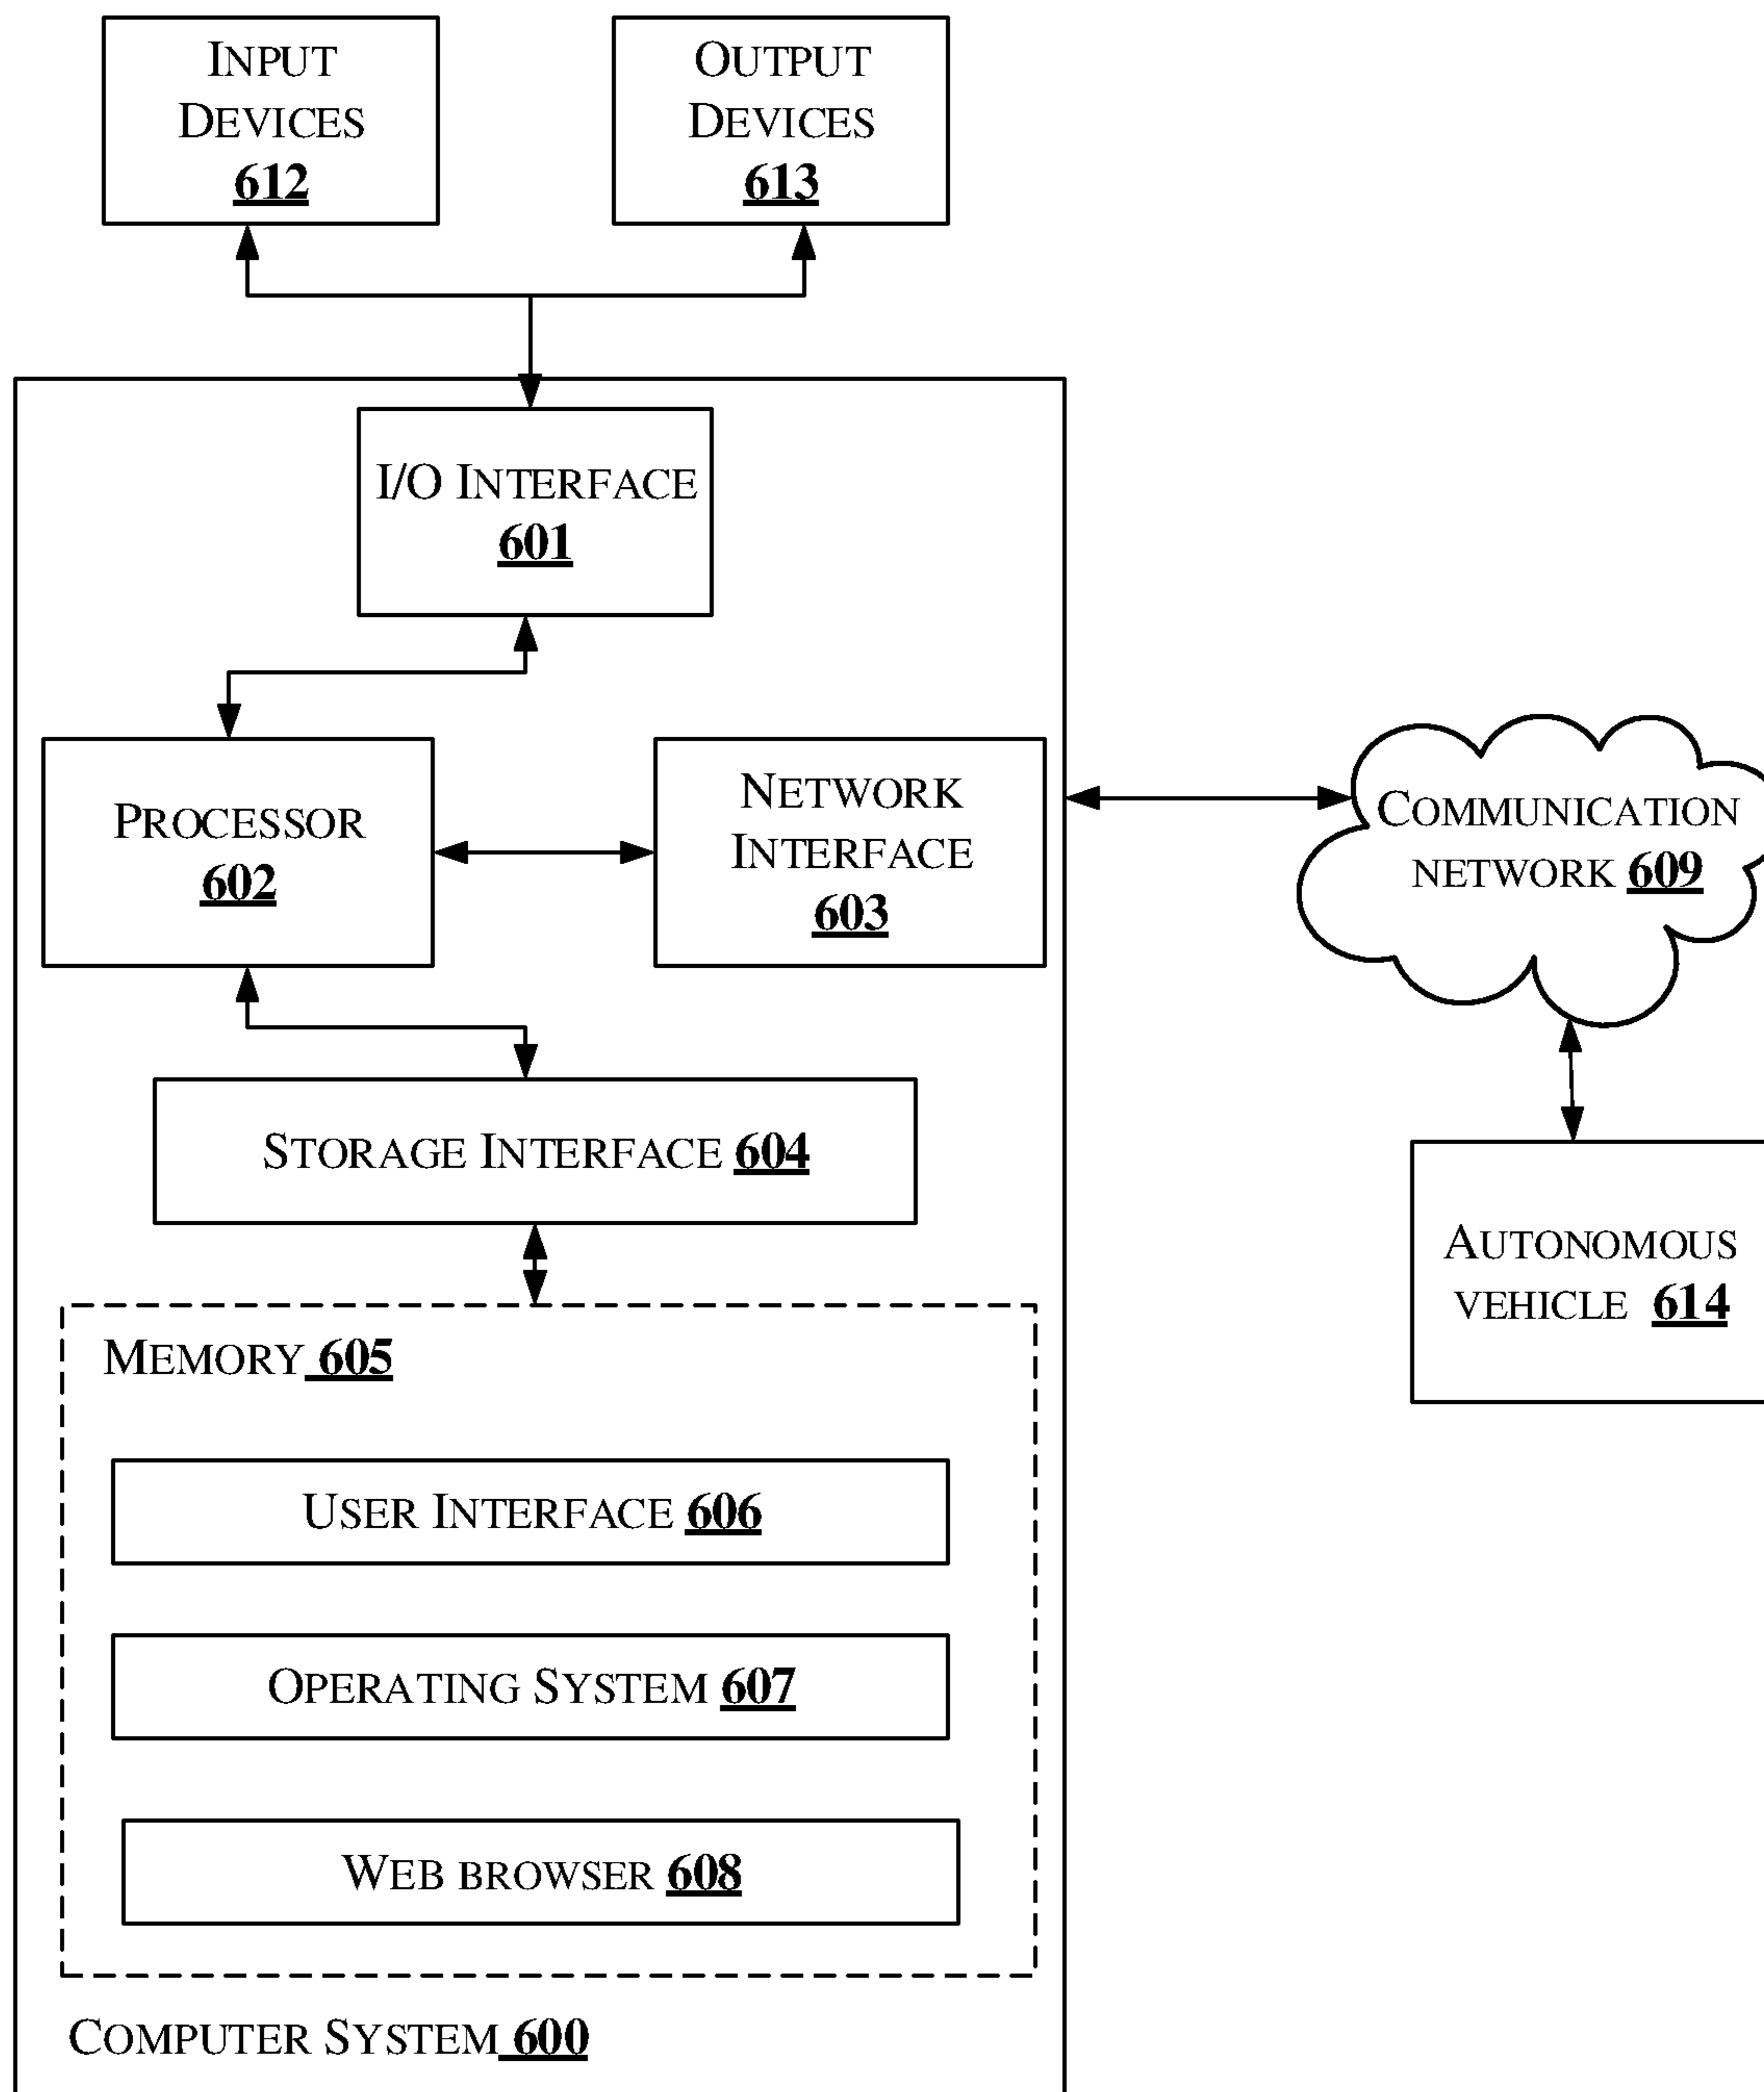 INPUT
DEVICES
612
OUTPUT
DEVICES
613
I/O INTERFACE
601
PROCESSOR
602
NETWORK
INTERFACE
603
COMMUNICATION
NETWORK 609
STORAGE INTERFACE 604
AUTONOMOUS
VEHICLE 614
MEMORY 605
USER INTERFACE 606
OPERATING SYSTEM 607
WEB BROWSER 608
COMPUTER SYSTEM 600